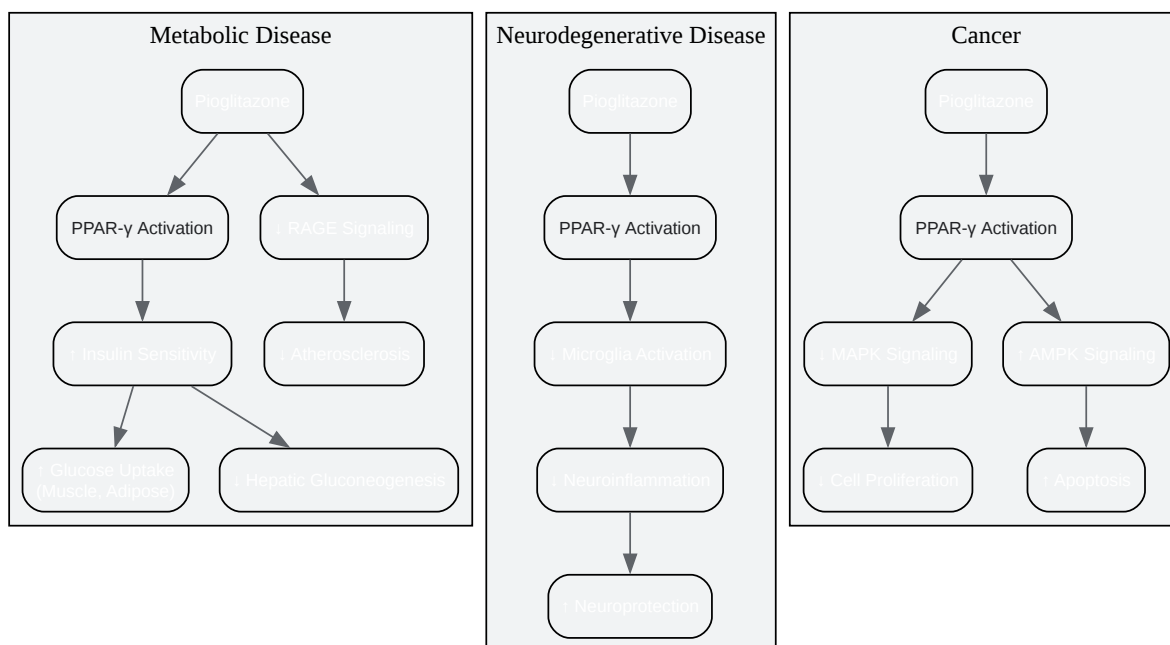 Metabolic Disease
Pioglitazone
PPAR-γ Activation
↓ RAGE Signaling
↑ Insulin Sensitivity
↓ Atherosclerosis
↑ Glucose Uptake
(Muscle, Adipose)
↓ Hepatic Gluconeogenesis
Neurodegenerative Disease
Pioglitazone
PPAR-γ Activation
↓ Microglia Activation
↓ Neuroinflammation
↑ Neuroprotection
Cancer
Pioglitazone
PPAR-γ Activation
↓ MAPK Signaling
↑ AMPK Signaling
↓ Cell Proliferation
↑ Apoptosis